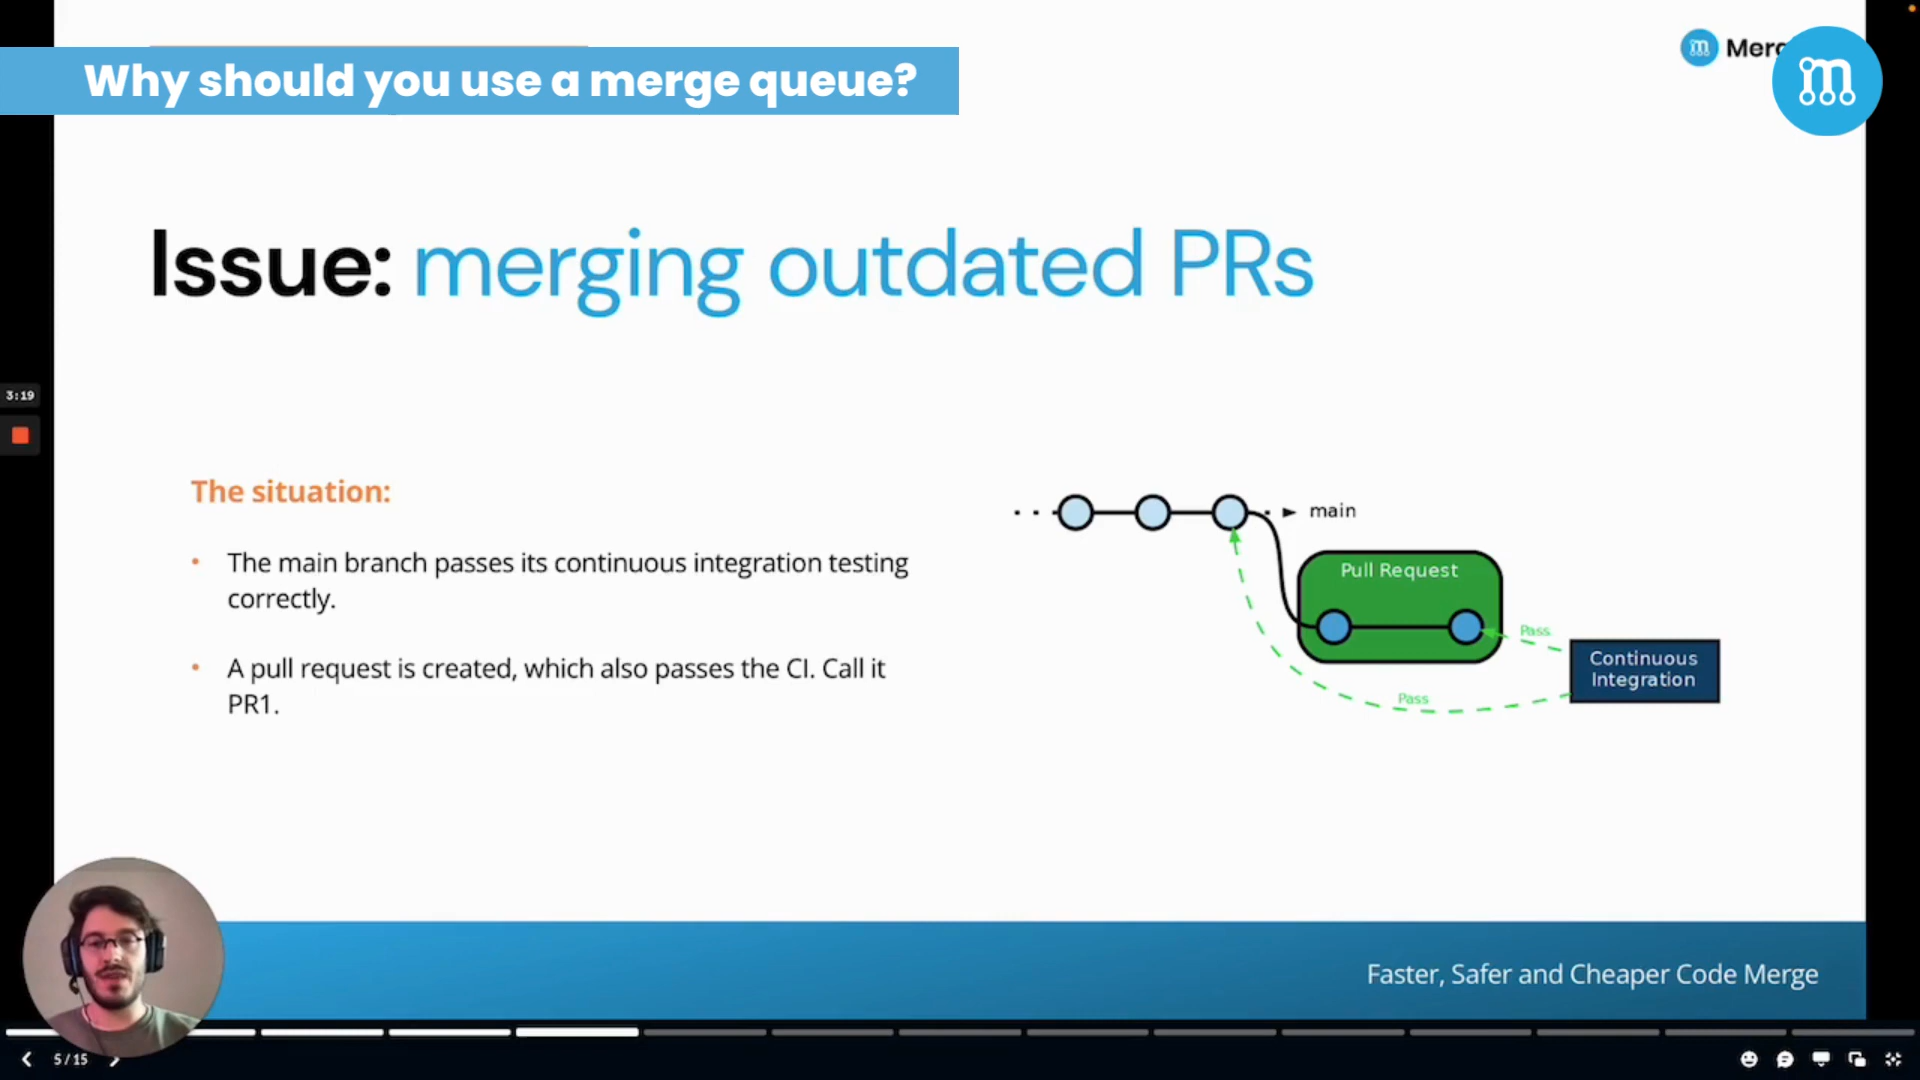 Why should you use a merge queue?
Issue: merging outdated PRs
3:19
The situation:
• The main branch passes its continuous integration testing
correctly.
• A pull request is created, which also passes the CI. Call it
PR1.
main
Pull Request
Pass
Continuous
Integration
Pass
Faster, Safer and Cheaper Code Merge
5 / 15